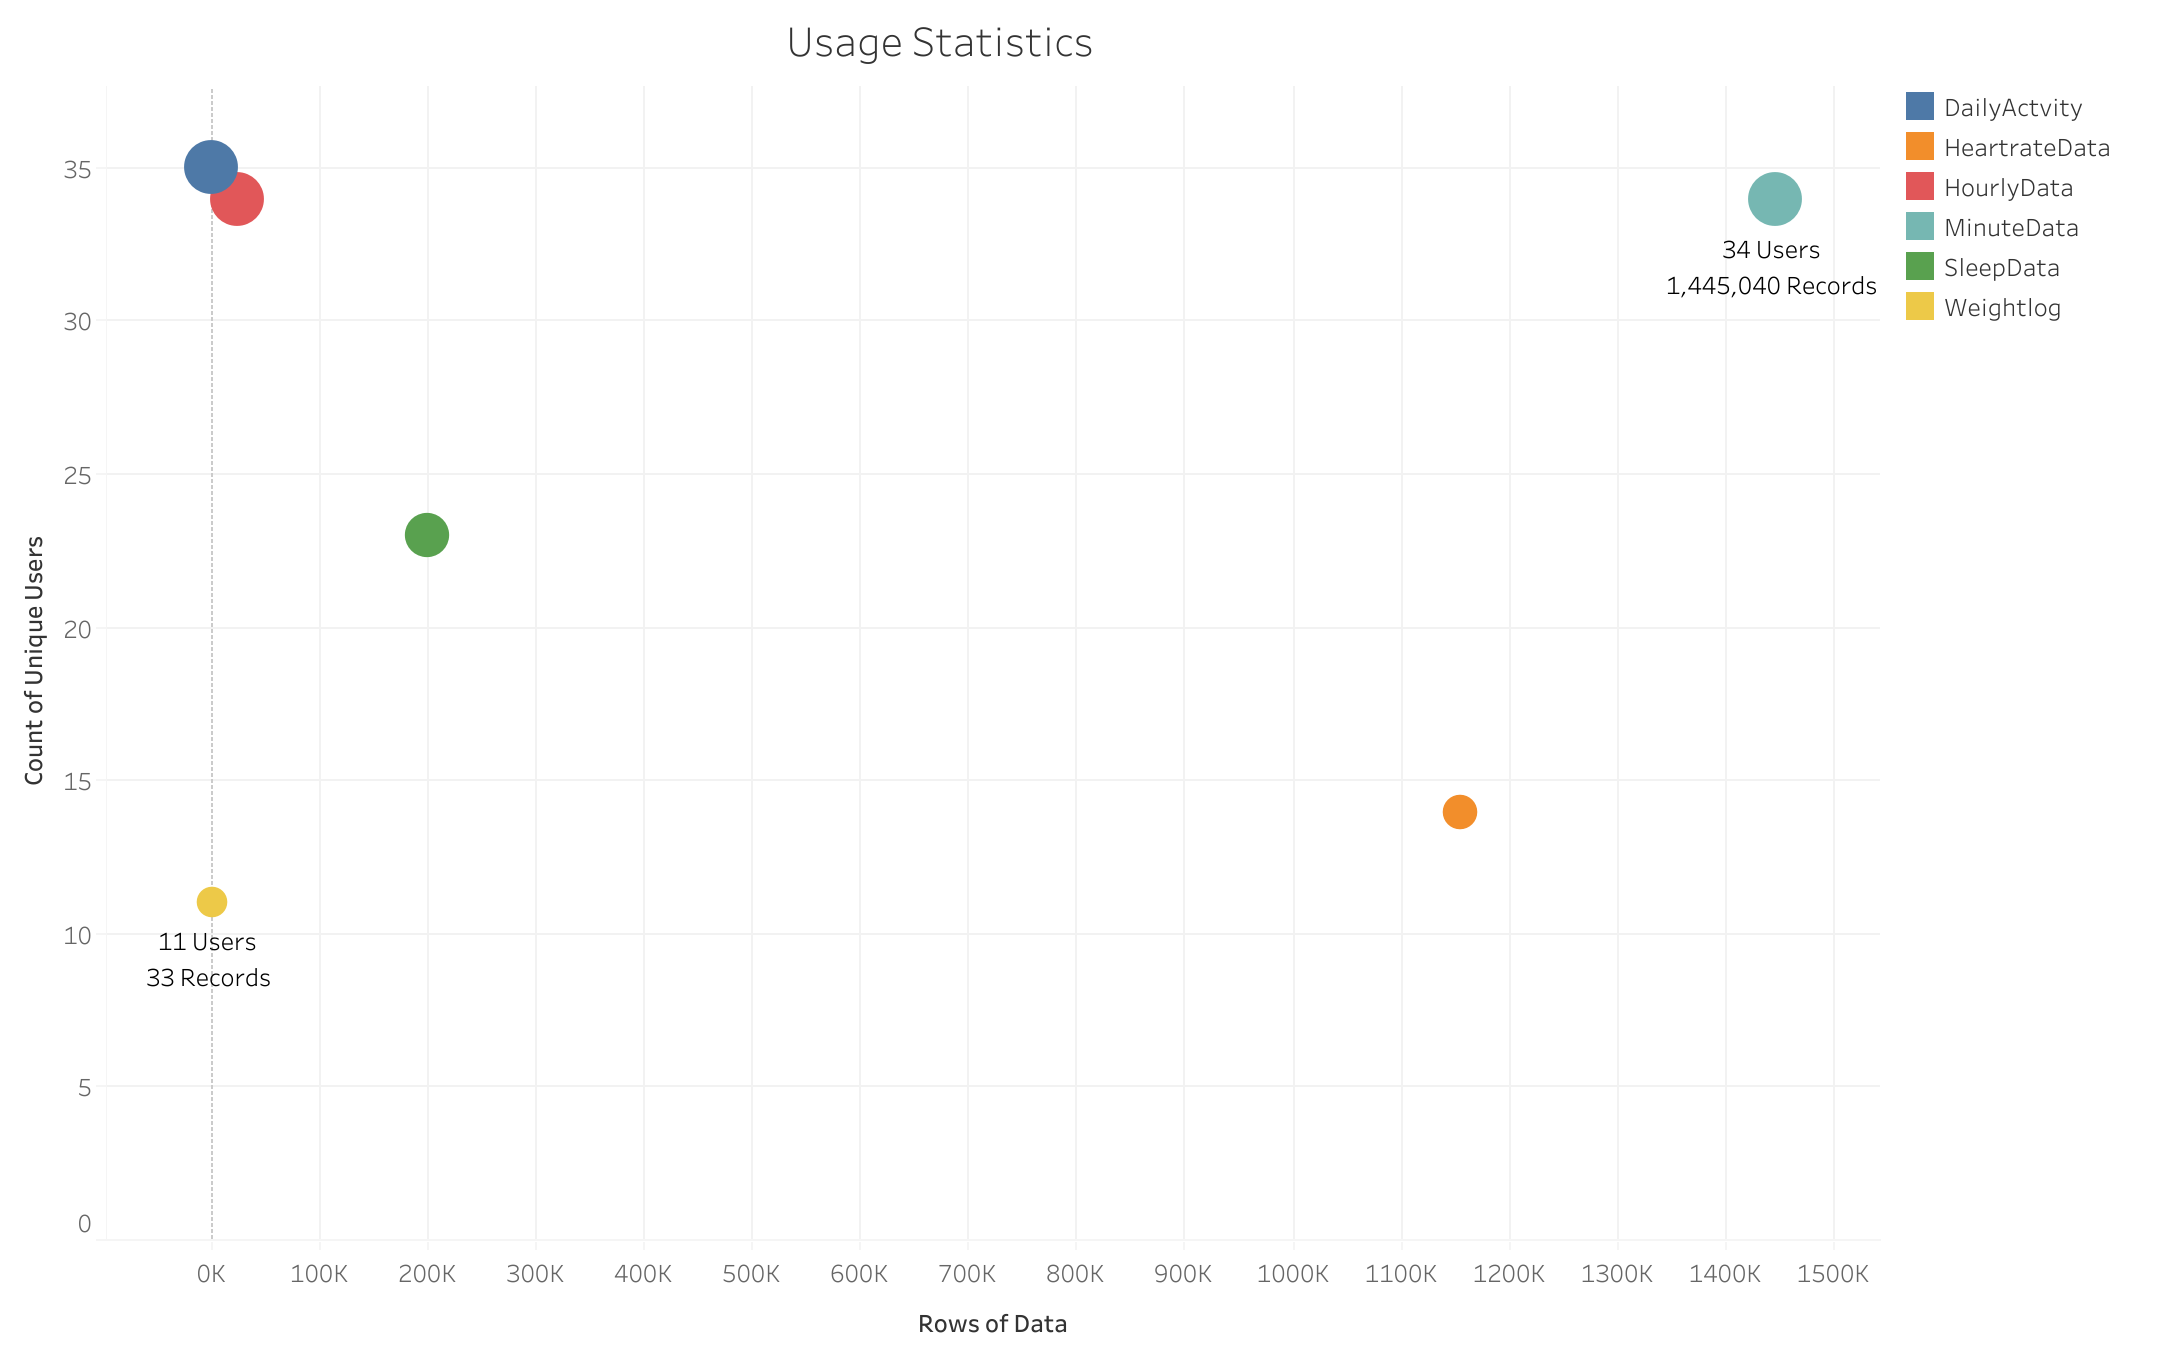 Usage Statistics
DailyActvity
HeartrateData
HourlyData
MinuteData
SleepData
Weightlog
35
30
25
20
15
10
5
0
Count of Unique Users
34 Users
1,445,040 Records
11 Users
33 Records
0K 100K 200K 300K 400K 500K 600K 700K 800K 900K 1000K 1100K 1200K 1300K 1400K 1500K
Rows of Data